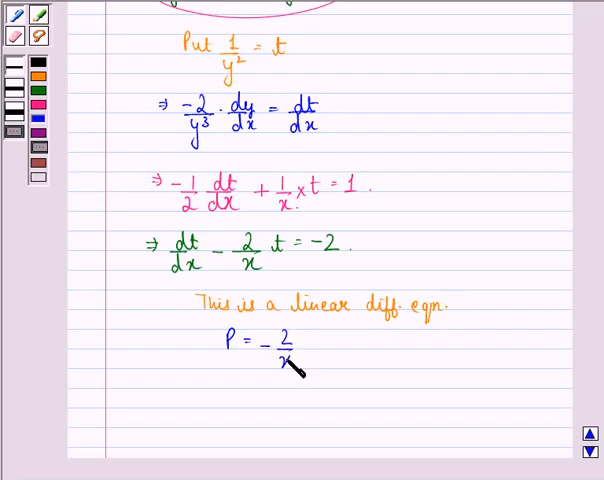 Put 1/y² = t
⇒ -2/y³ · dy/dx = dt/dx
⇒ -1/2 dt/dx + 1/x × t = 1.
⇒ dt/dx - 2/x t = -2.
This is a linear diff. eqn.
P = - 2/x